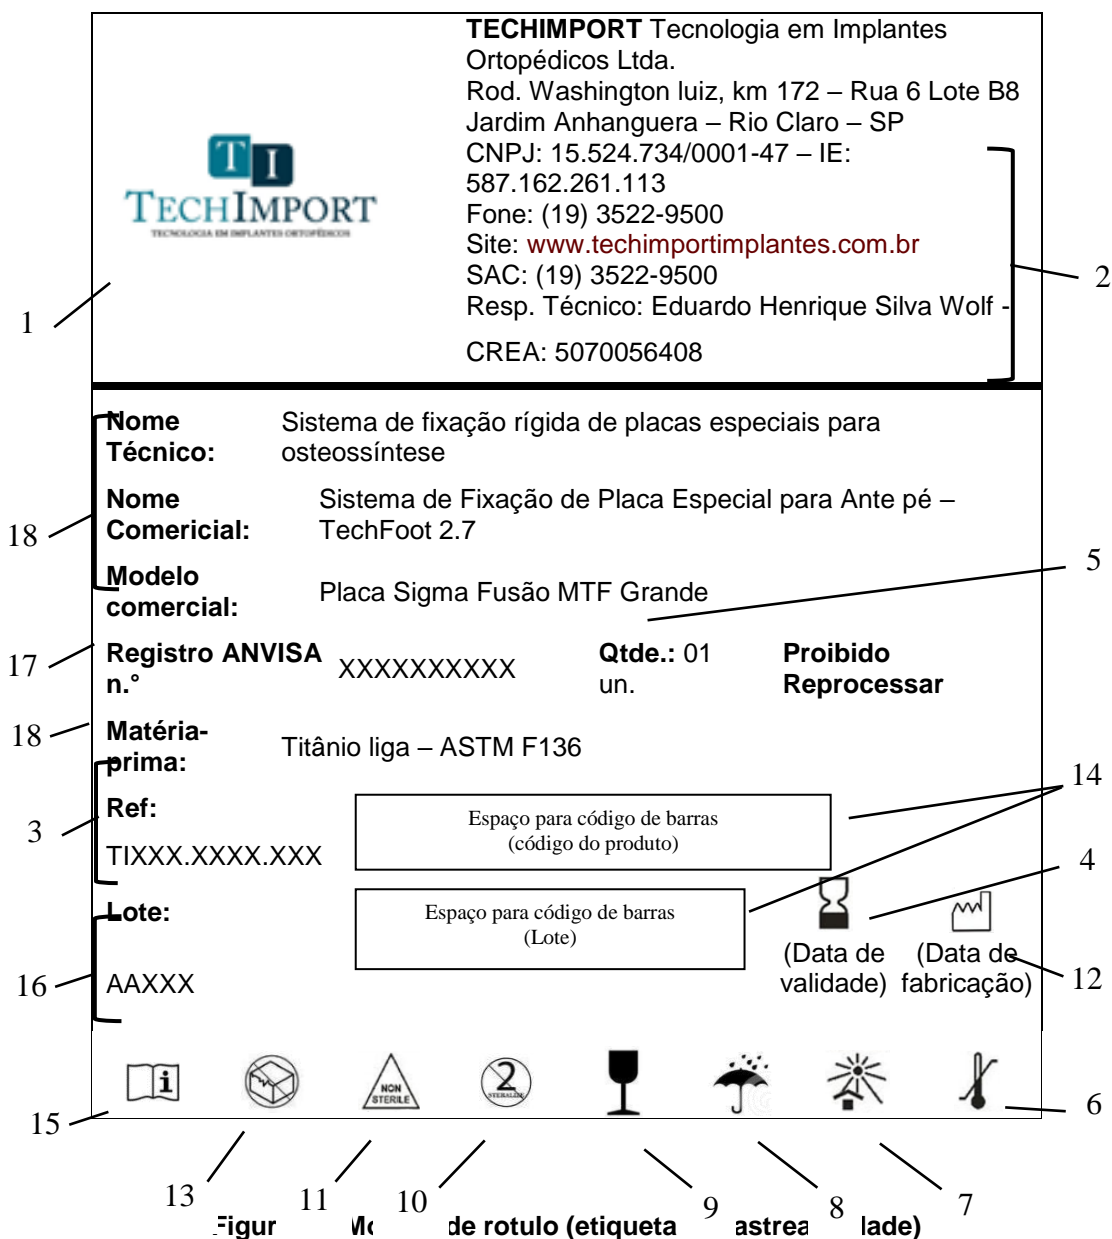 TECHIMPORT Tecnologia em Implantes
Ortopédicos Ltda.
Rod. Washington luiz, km 172 – Rua 6 Lote B8
Jardim Anhanguera – Rio Claro – SP
CNPJ: 15.524.734/0001-47 – IE:
587.162.261.113
Fone: (19) 3522-9500
Site: www.techimportimplantes.com.br
SAC: (19) 3522-9500
Resp. Técnico: Eduardo Henrique Silva Wolf -
CREA: 5070056408
T I
TECHIMPORT
TECNOLOGIA EM IMPLANTES ORTOPÉDICOS
1
2
Nome Técnico: Sistema de fixação rígida de placas especiais para
osteossíntese
Nome Comericial: Sistema de Fixação de Placa Especial para Ante pé –
TechFoot 2.7
18
5
Modelo comercial: Placa Sigma Fusão MTF Grande
17
Registro ANVISA n.° XXXXXXXXXX
Qtde.: 01 un.
Proibido Reprocessar
18
Matéria-prima: Titânio liga – ASTM F136
14
3
Ref:
TIXXX.XXXX.XXX
Espaço para código de barras
(código do produto)
4
Lote:
AAXXX
Espaço para código de barras
(Lote)
(Data de validade)
(Data de fabricação)
16
12
i
NON
STERILE
2
STERALIZE
15
6
13
11
10
9
8
7
de rotulo (etiqueta